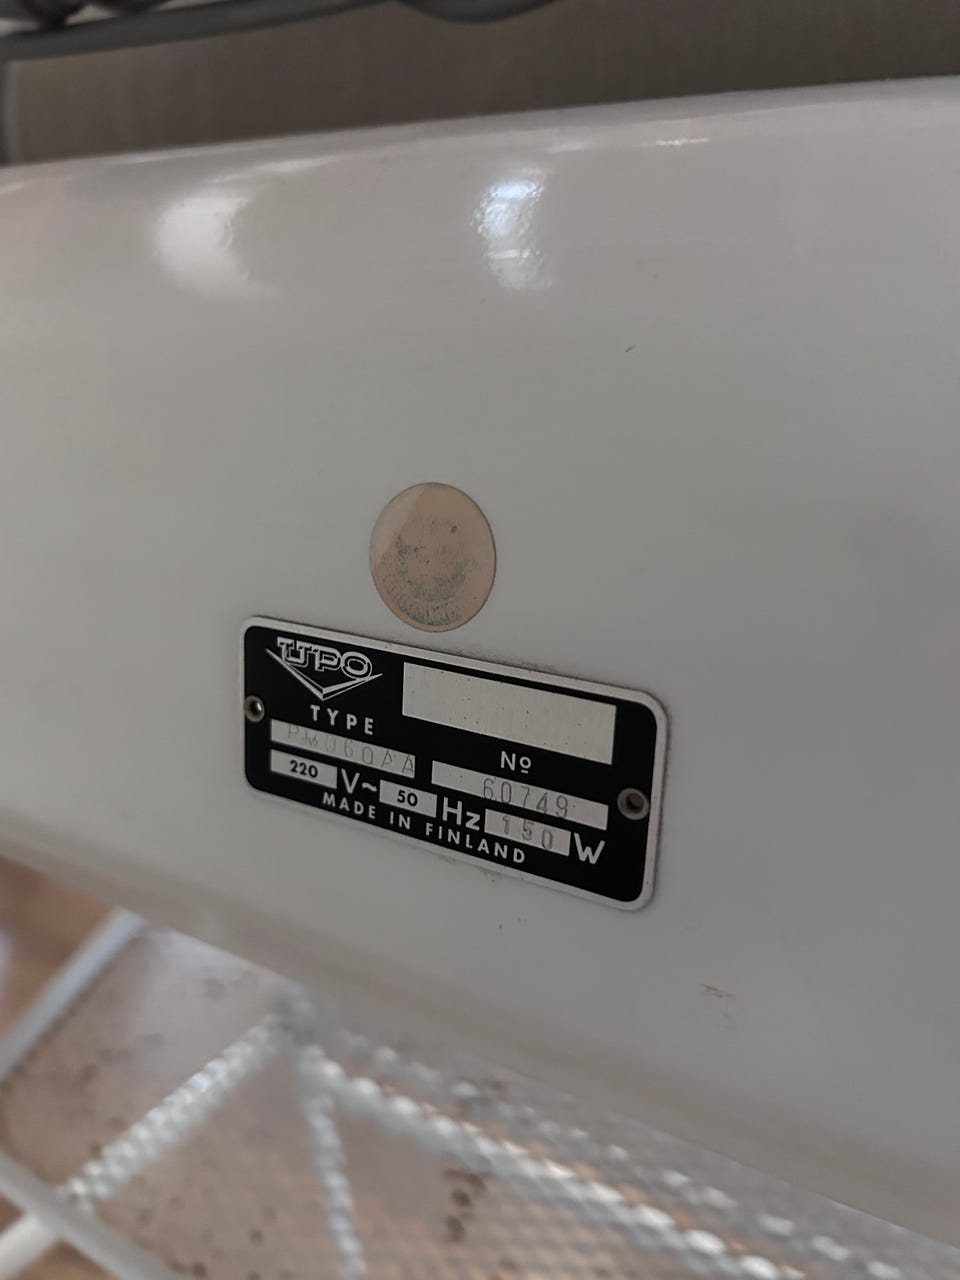 UPO
TYPE
Nº
60749
220 V~ 50 Hz 150 W
MADE IN FINLAND